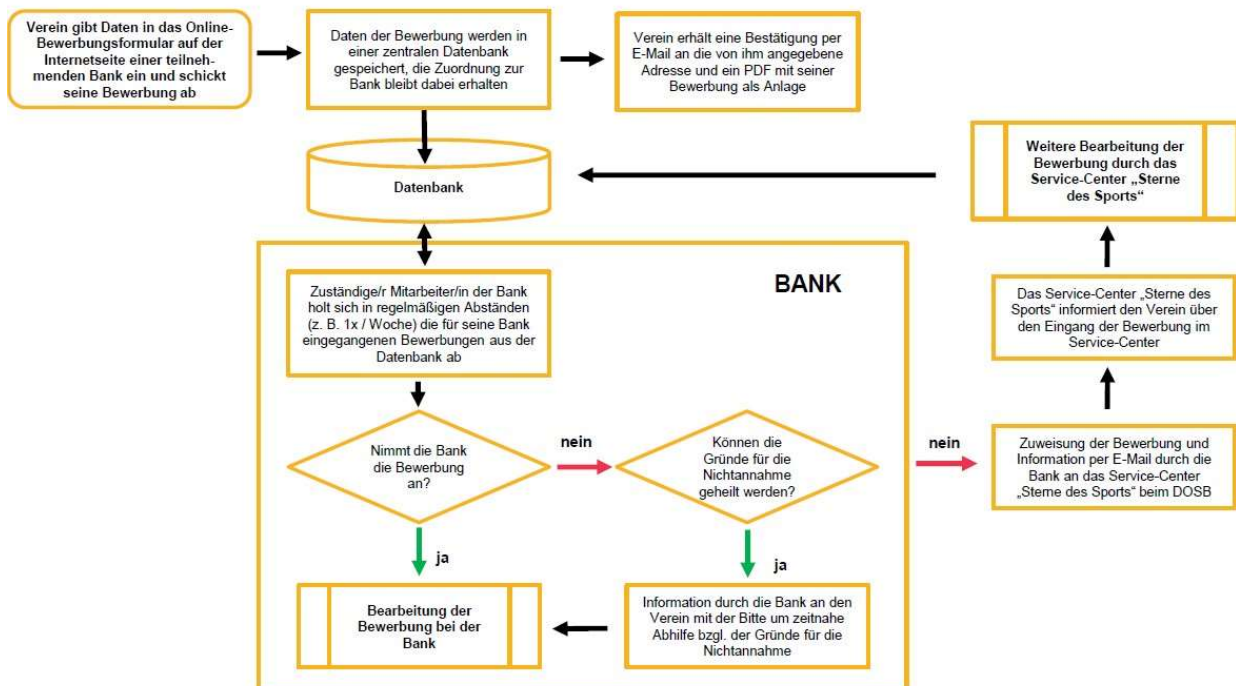 Verein gibt Daten in das Online-
Bewerbungsformular auf der
Internetseite einer teilneh-
menden Bank ein und schickt
seine Bewerbung ab
Daten der Bewerbung werden in
einer zentralen Datenbank
gespeichert, die Zuordnung zur
Bank bleibt dabei erhalten
Verein erhält eine Bestätigung per
E-Mail an die von ihm angegebene
Adresse und ein PDF mit seiner
Bewerbung als Anlage
Datenbank
Weitere Bearbeitung der
Bewerbung durch das
Service-Center „Sterne
des Sports“
BANK
Zuständige/r Mitarbeiter/in der Bank
holt sich in regelmäßigen Abständen
(z. B. 1x / Woche) die für seine Bank
eingegangenen Bewerbungen aus der
Datenbank ab
Das Service-Center „Sterne des
Sports“ informiert den Verein über
den Eingang der Bewerbung im
Service-Center
Nimmt die Bank
die Bewerbung
an?
nein
Können die
Gründe für die
Nichtannahme
geheilt werden?
nein
Zuweisung der Bewerbung und
Information per E-Mail durch die
Bank an das Service-Center
„Sterne des Sports“ beim DOSB
ja
ja
Bearbeitung der
Bewerbung bei der
Bank
Information durch die Bank an den
Verein mit der Bitte um zeitnahe
Abhilfe bzgl. der Gründe für die
Nichtannahme